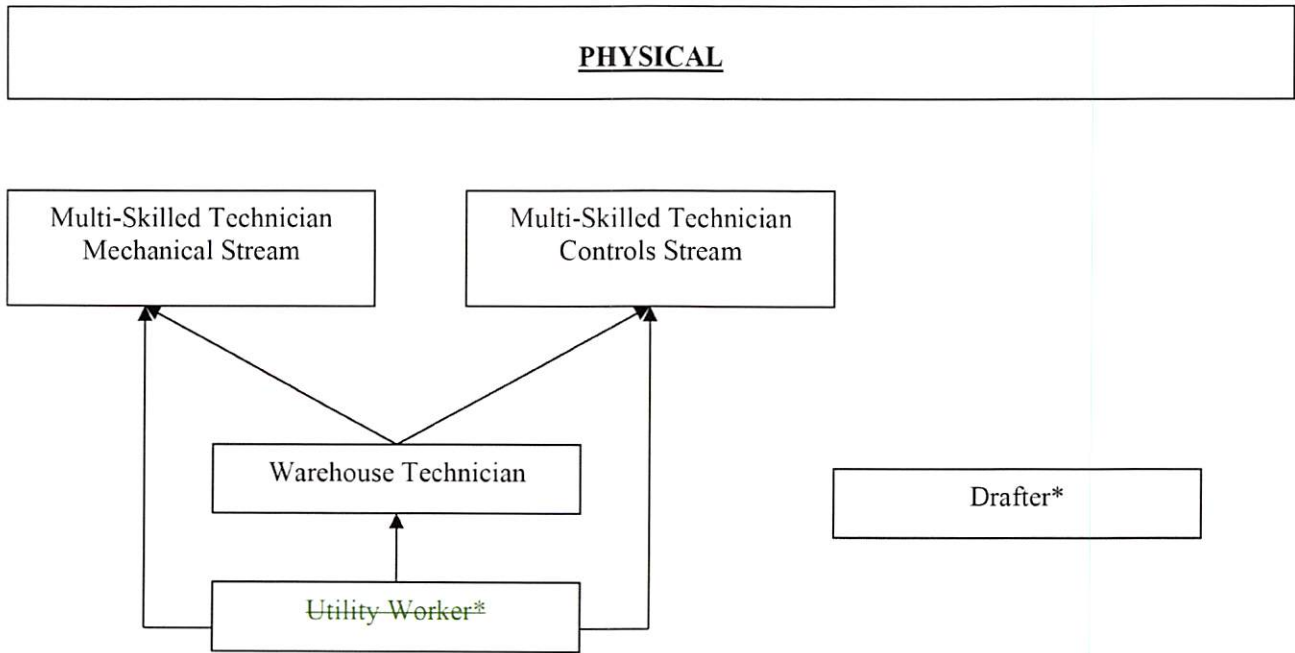 PHYSICAL
Multi-Skilled Technician
Mechanical Stream
Multi-Skilled Technician
Controls Stream
Warehouse Technician
Drafter*
Utility Worker*